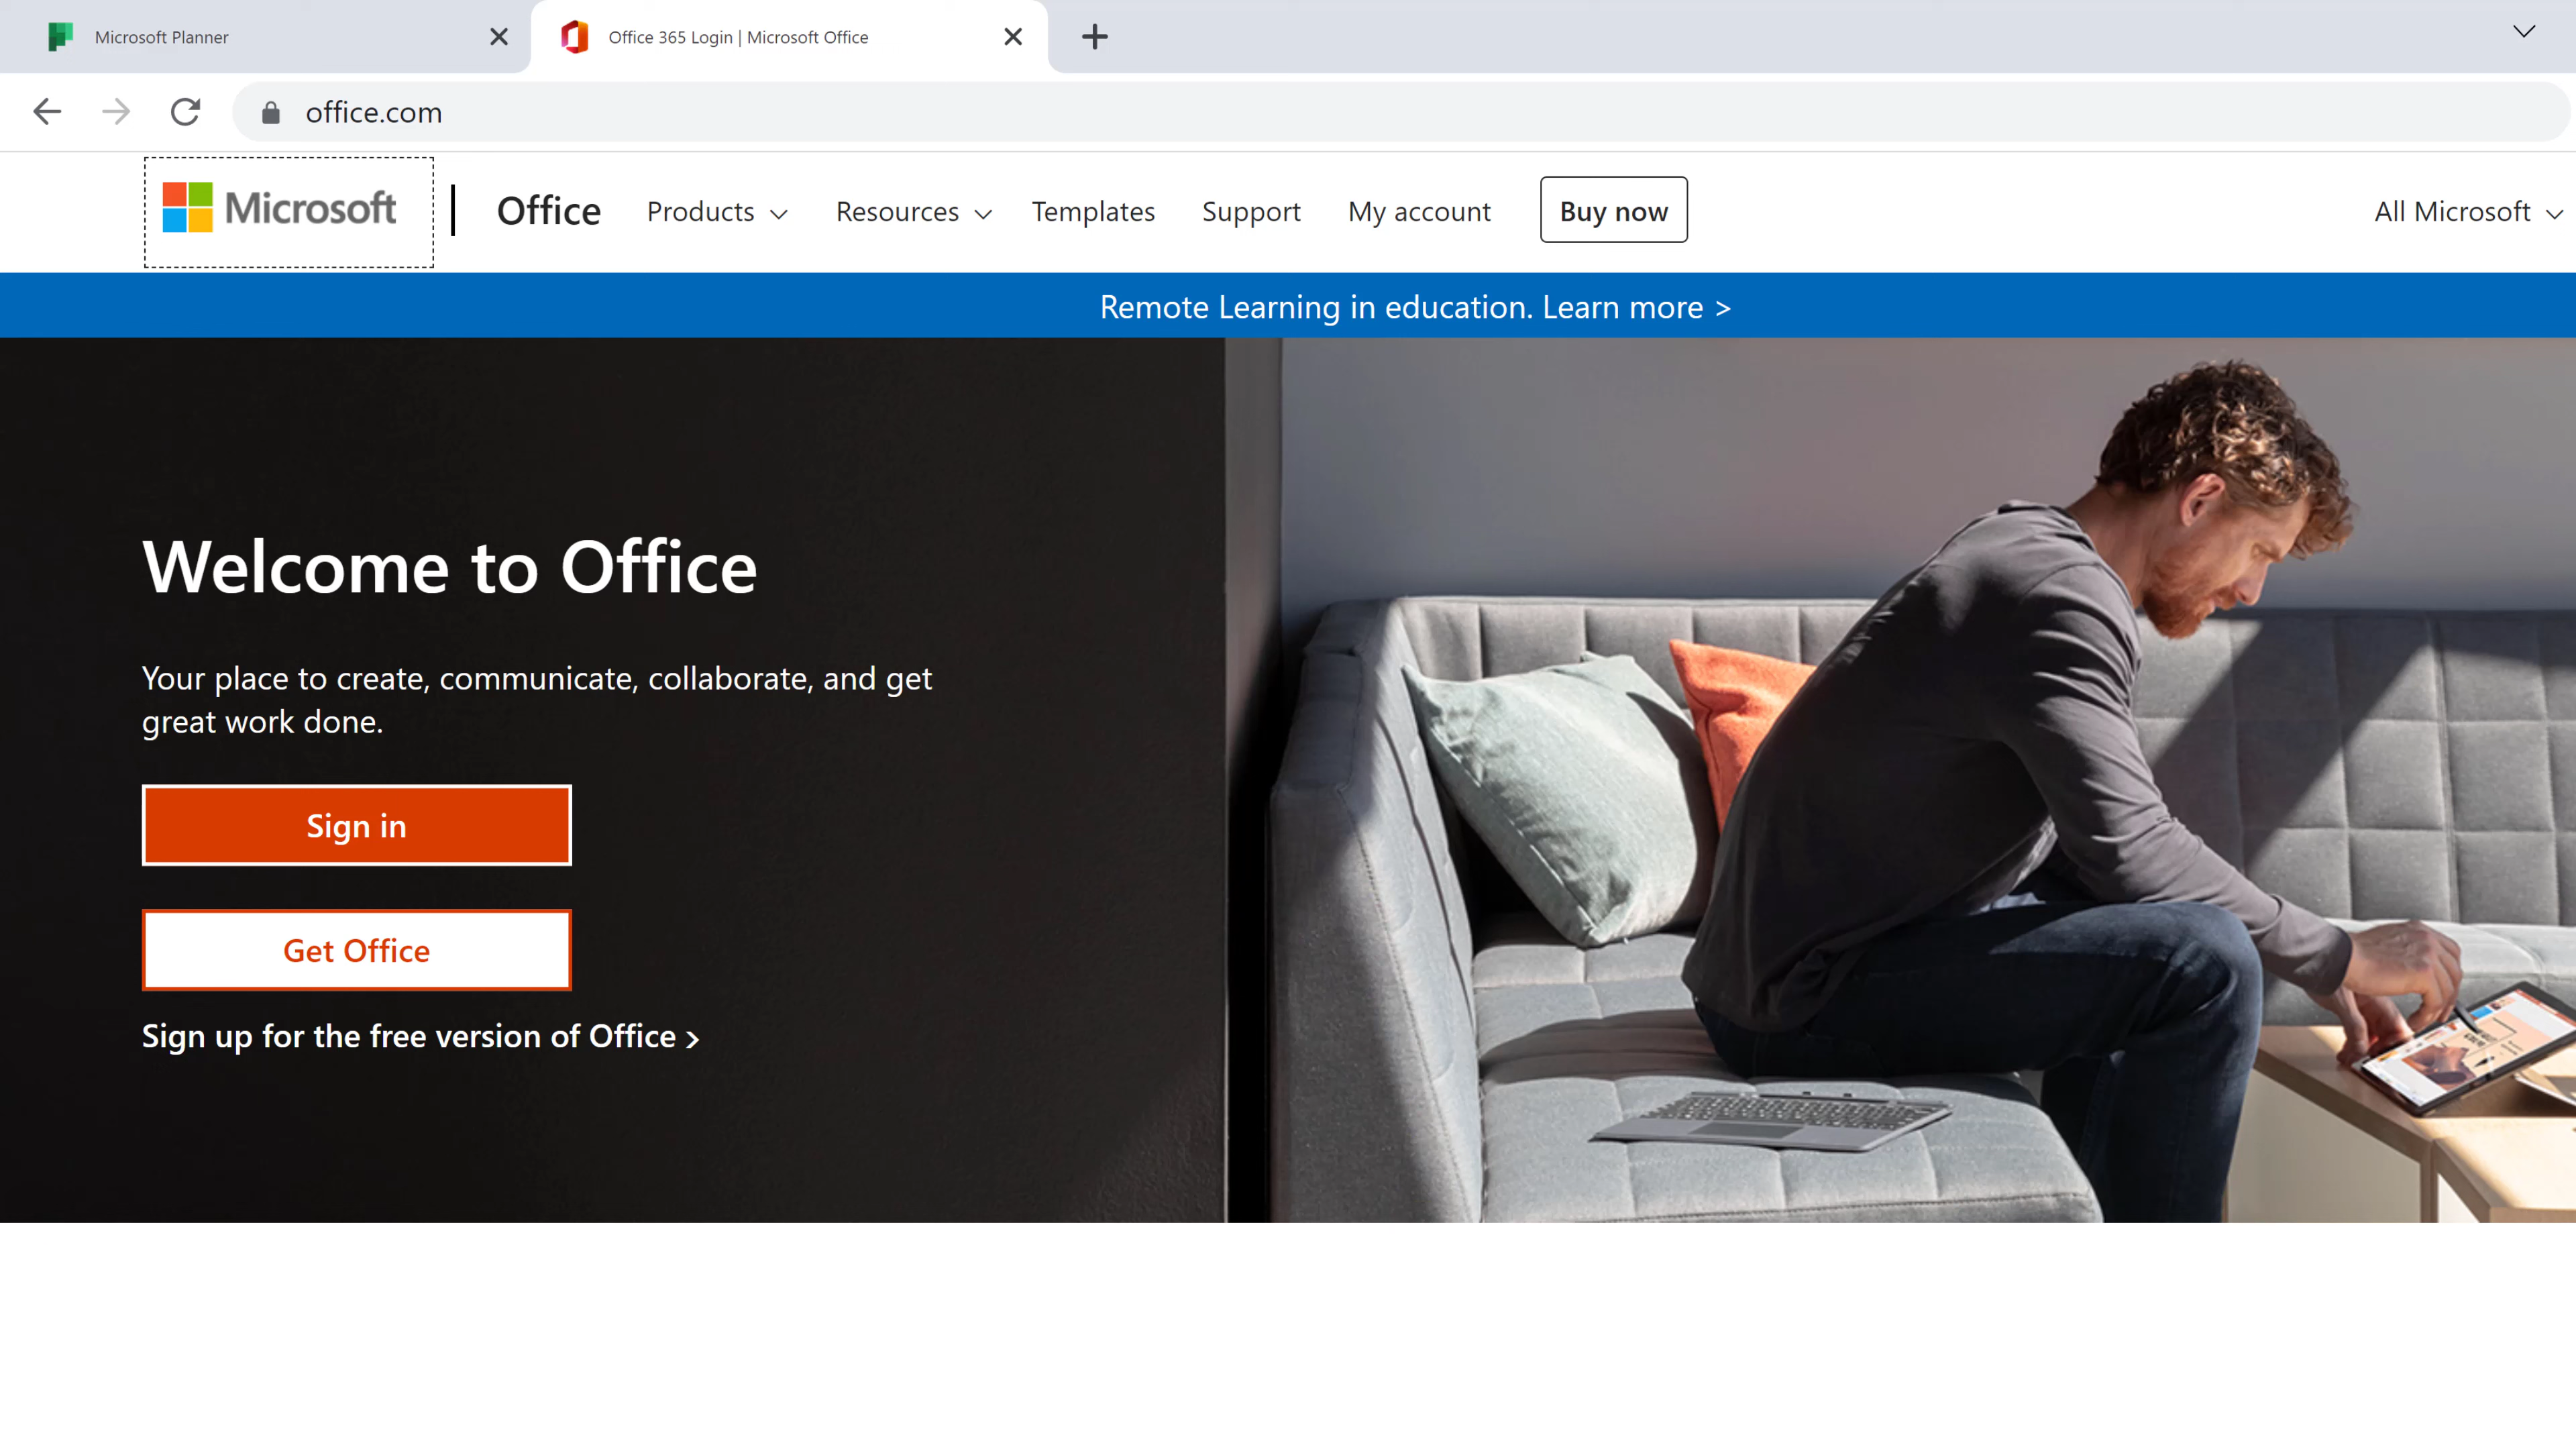 Microsoft Planner
Office 365 Login | Microsoft Office
office.com
Microsoft
Office
Products
Resources
Templates
Support
My account
Buy now
All Microsoft
Remote Learning in education. Learn more >
Welcome to Office
Your place to create, communicate, collaborate, and get
great work done.
Sign in
Get Office
Sign up for the free version of Office >